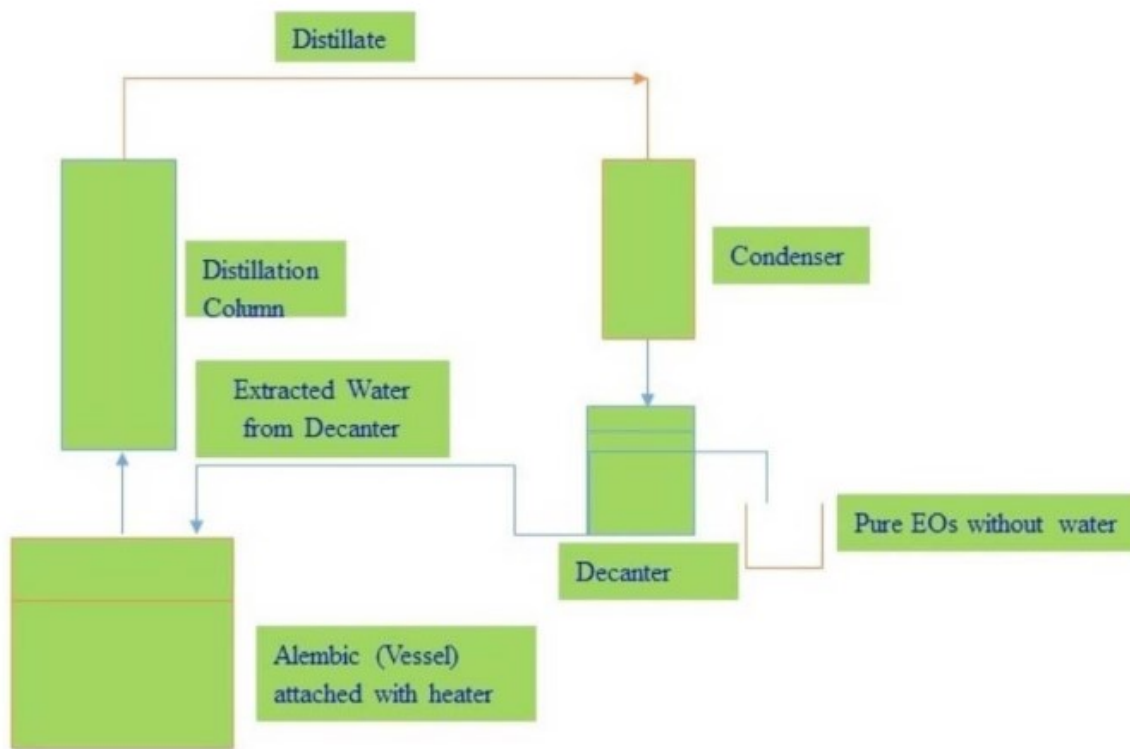 Distillate
Distillation
Column
Condenser
Extracted Water
from Decanter
Pure EOs without water
Decanter
Alembic (Vessel)
attached with heater